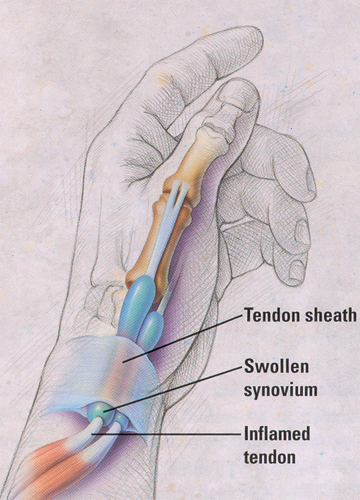 Tendon sheath
Swollen
synovium
Inflamed
tendon